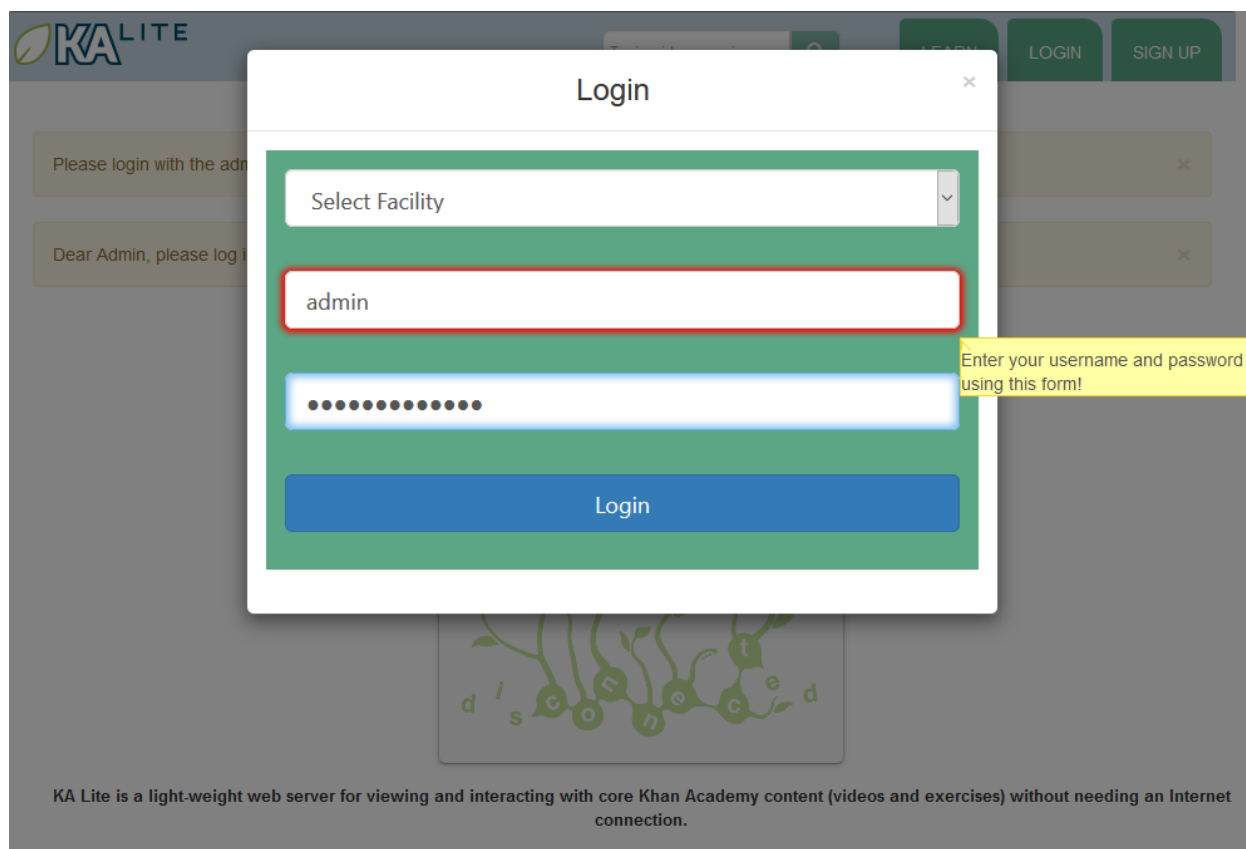 KA LITE
LEARN
LOGIN
SIGN UP
Login
×
Please login with the adm
×
Select Facility
Dear Admin, please log i
×
admin
Enter your username and password
using this form!
•••••••••••••
Login
d i s c o n n e c t e d
KA Lite is a light-weight web server for viewing and interacting with core Khan Academy content (videos and exercises) without needing an Internet
connection.